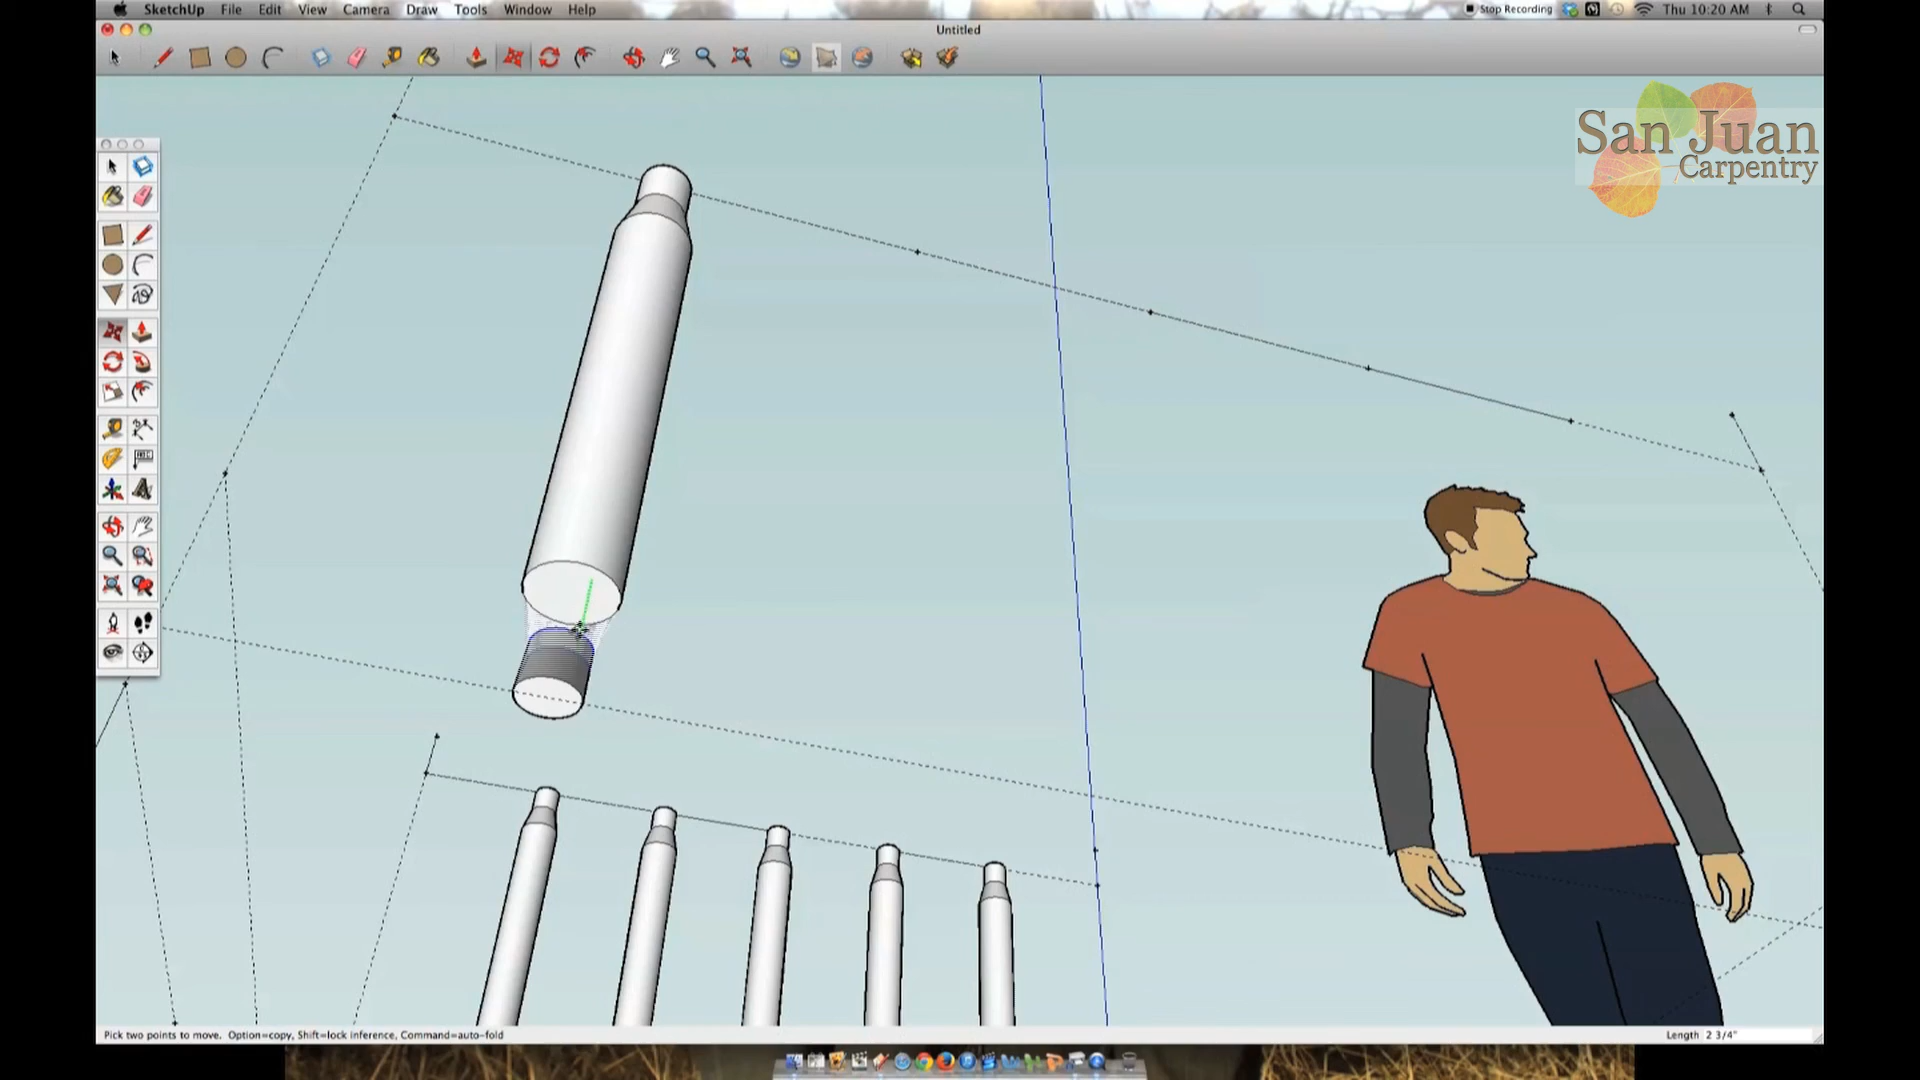 SketchUp File Edit View Camera Draw Tools Window Help
Stop Recording Thu 10:20 AM
Untitled
San Juan
Carpentry
Pick two points to move. Option=copy, Shift=lock inference, Command=auto-fold
Length 2 3/4"